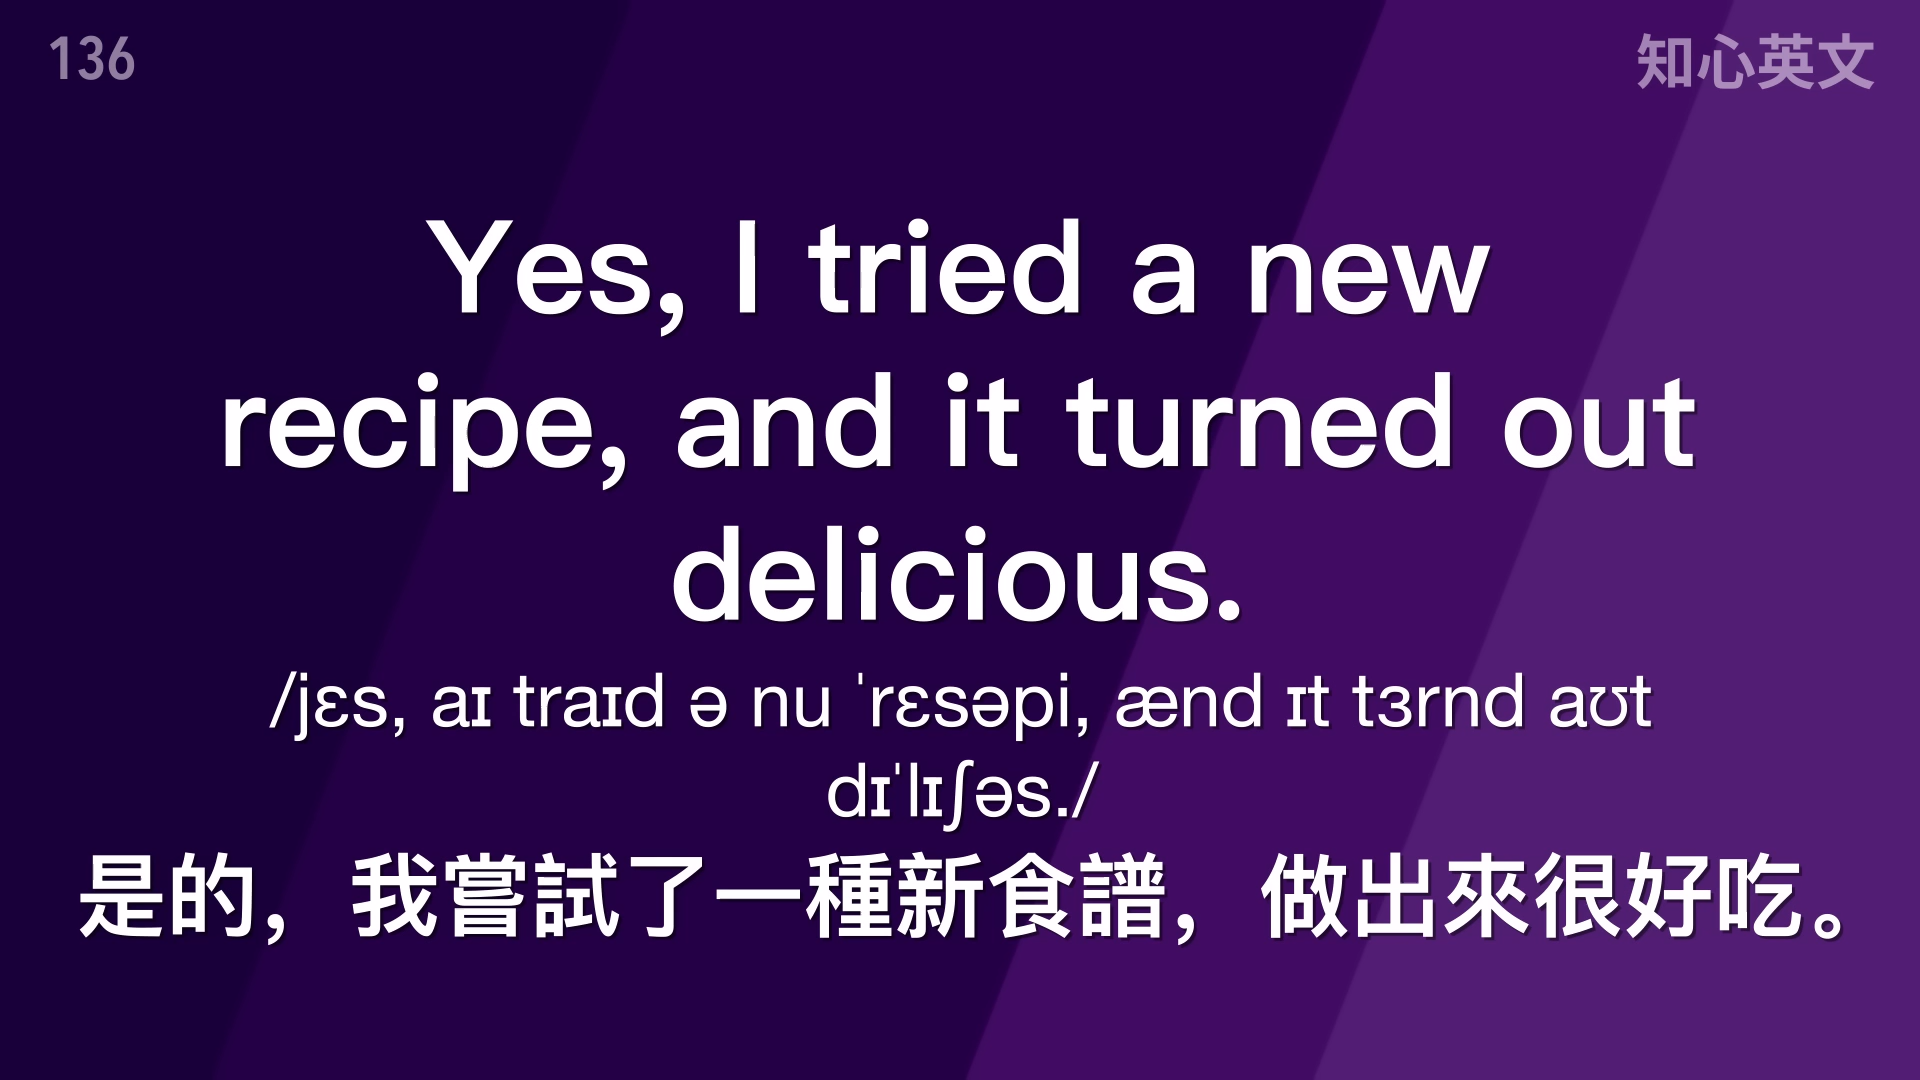 136
知心英文
Yes, I tried a new
recipe, and it turned out
delicious.
/jɛs, aɪ traɪd ə nu ˈrɛsəpi, ænd ɪt tɜrnd aʊt
dɪˈlɪʃəs./
是的，我嘗試了一種新食譜，做出來很好吃。